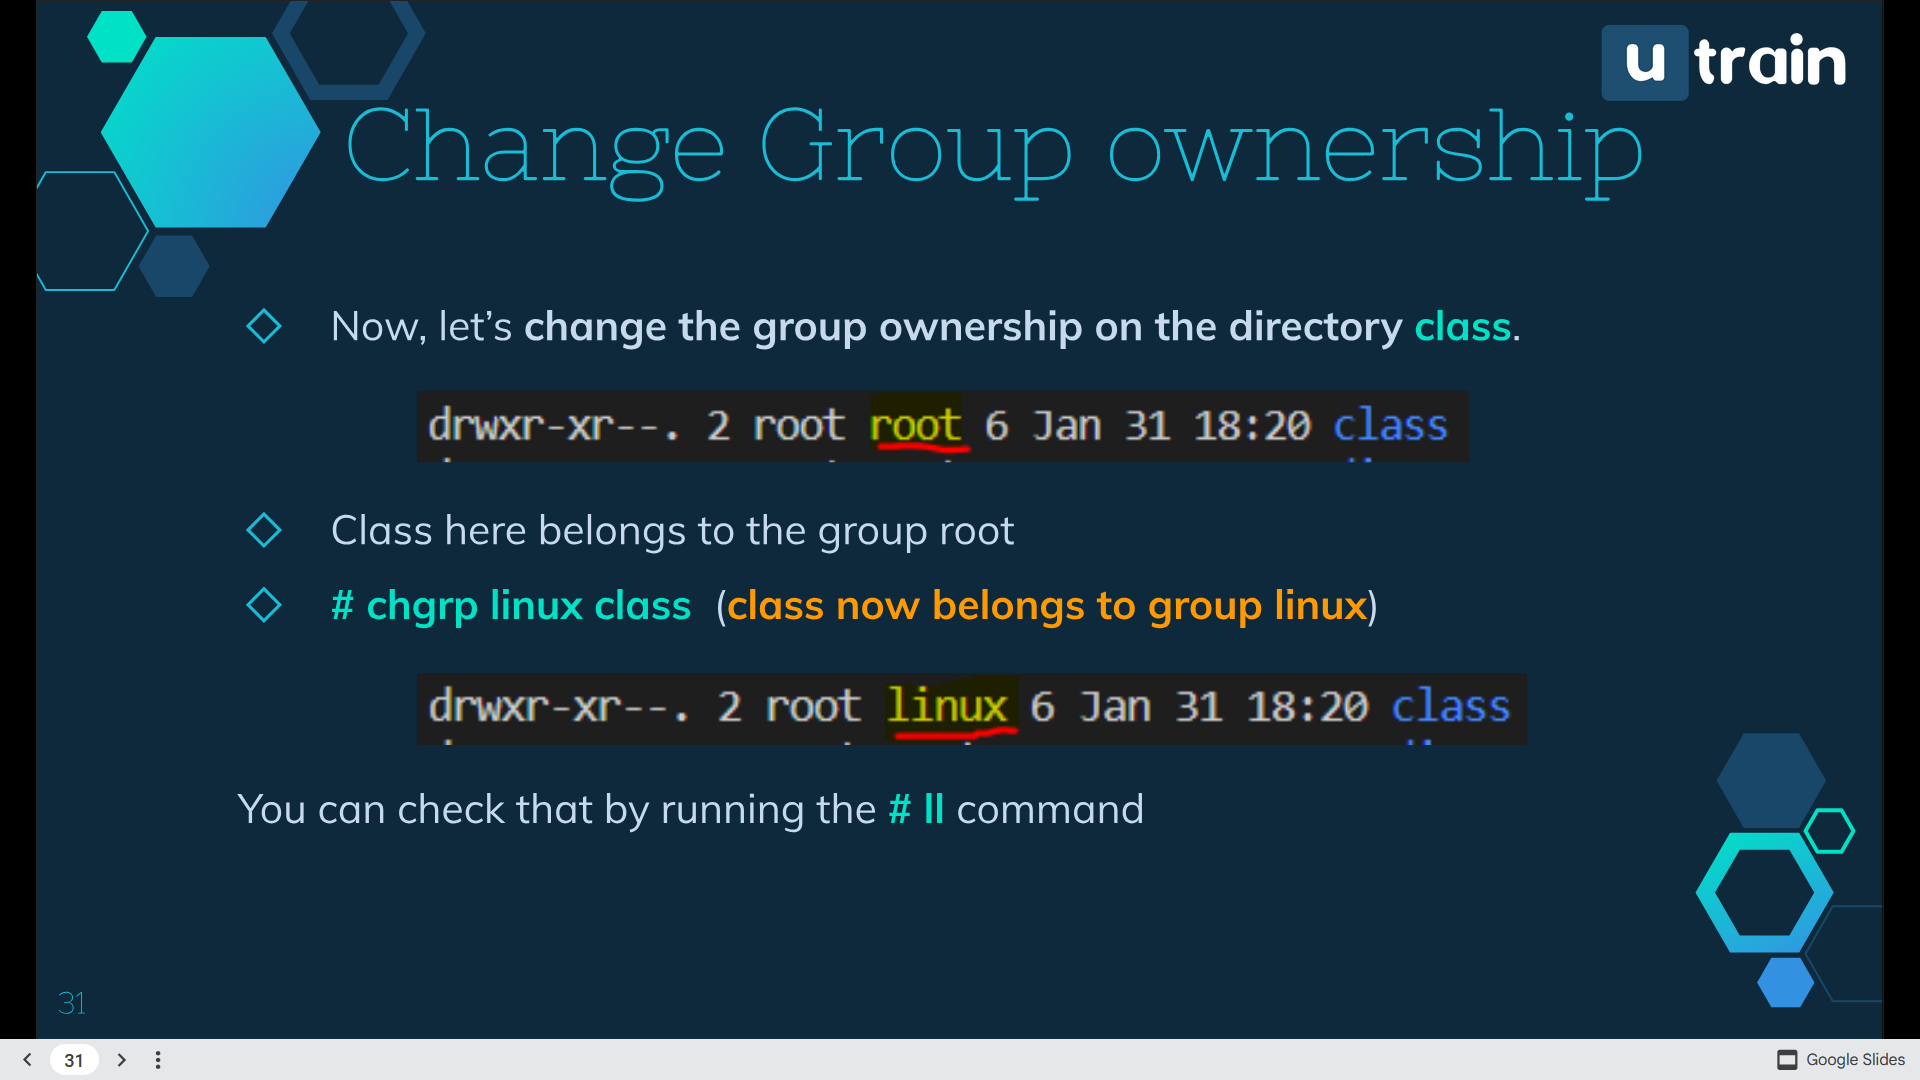 u train
Change Group ownership
Now, let’s change the group ownership on the directory class.
drwxr-xr--. 2 root root 6 Jan 31 18:20 class
Class here belongs to the group root
# chgrp linux class (class now belongs to group linux)
drwxr-xr--. 2 root linux 6 Jan 31 18:20 class
You can check that by running the # ll command
31
31
Google Slides